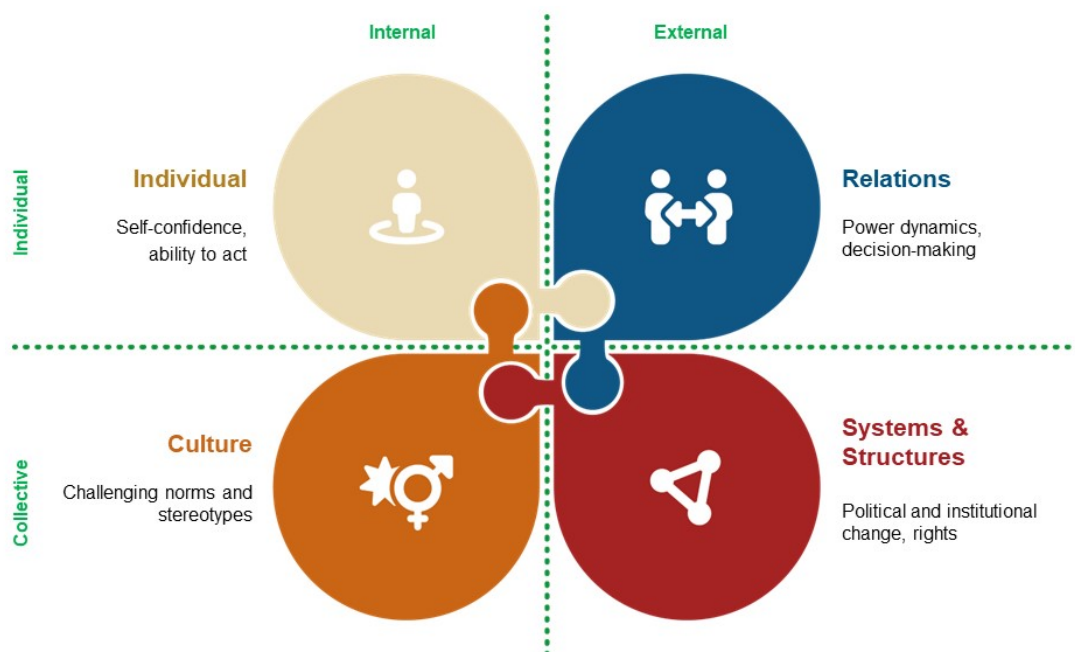 Internal
External
Individual
Individual
Self-confidence,
ability to act
Relations
Power dynamics,
decision-making
Collective
Culture
Challenging norms and
stereotypes
Systems &
Structures
Political and institutional
change, rights